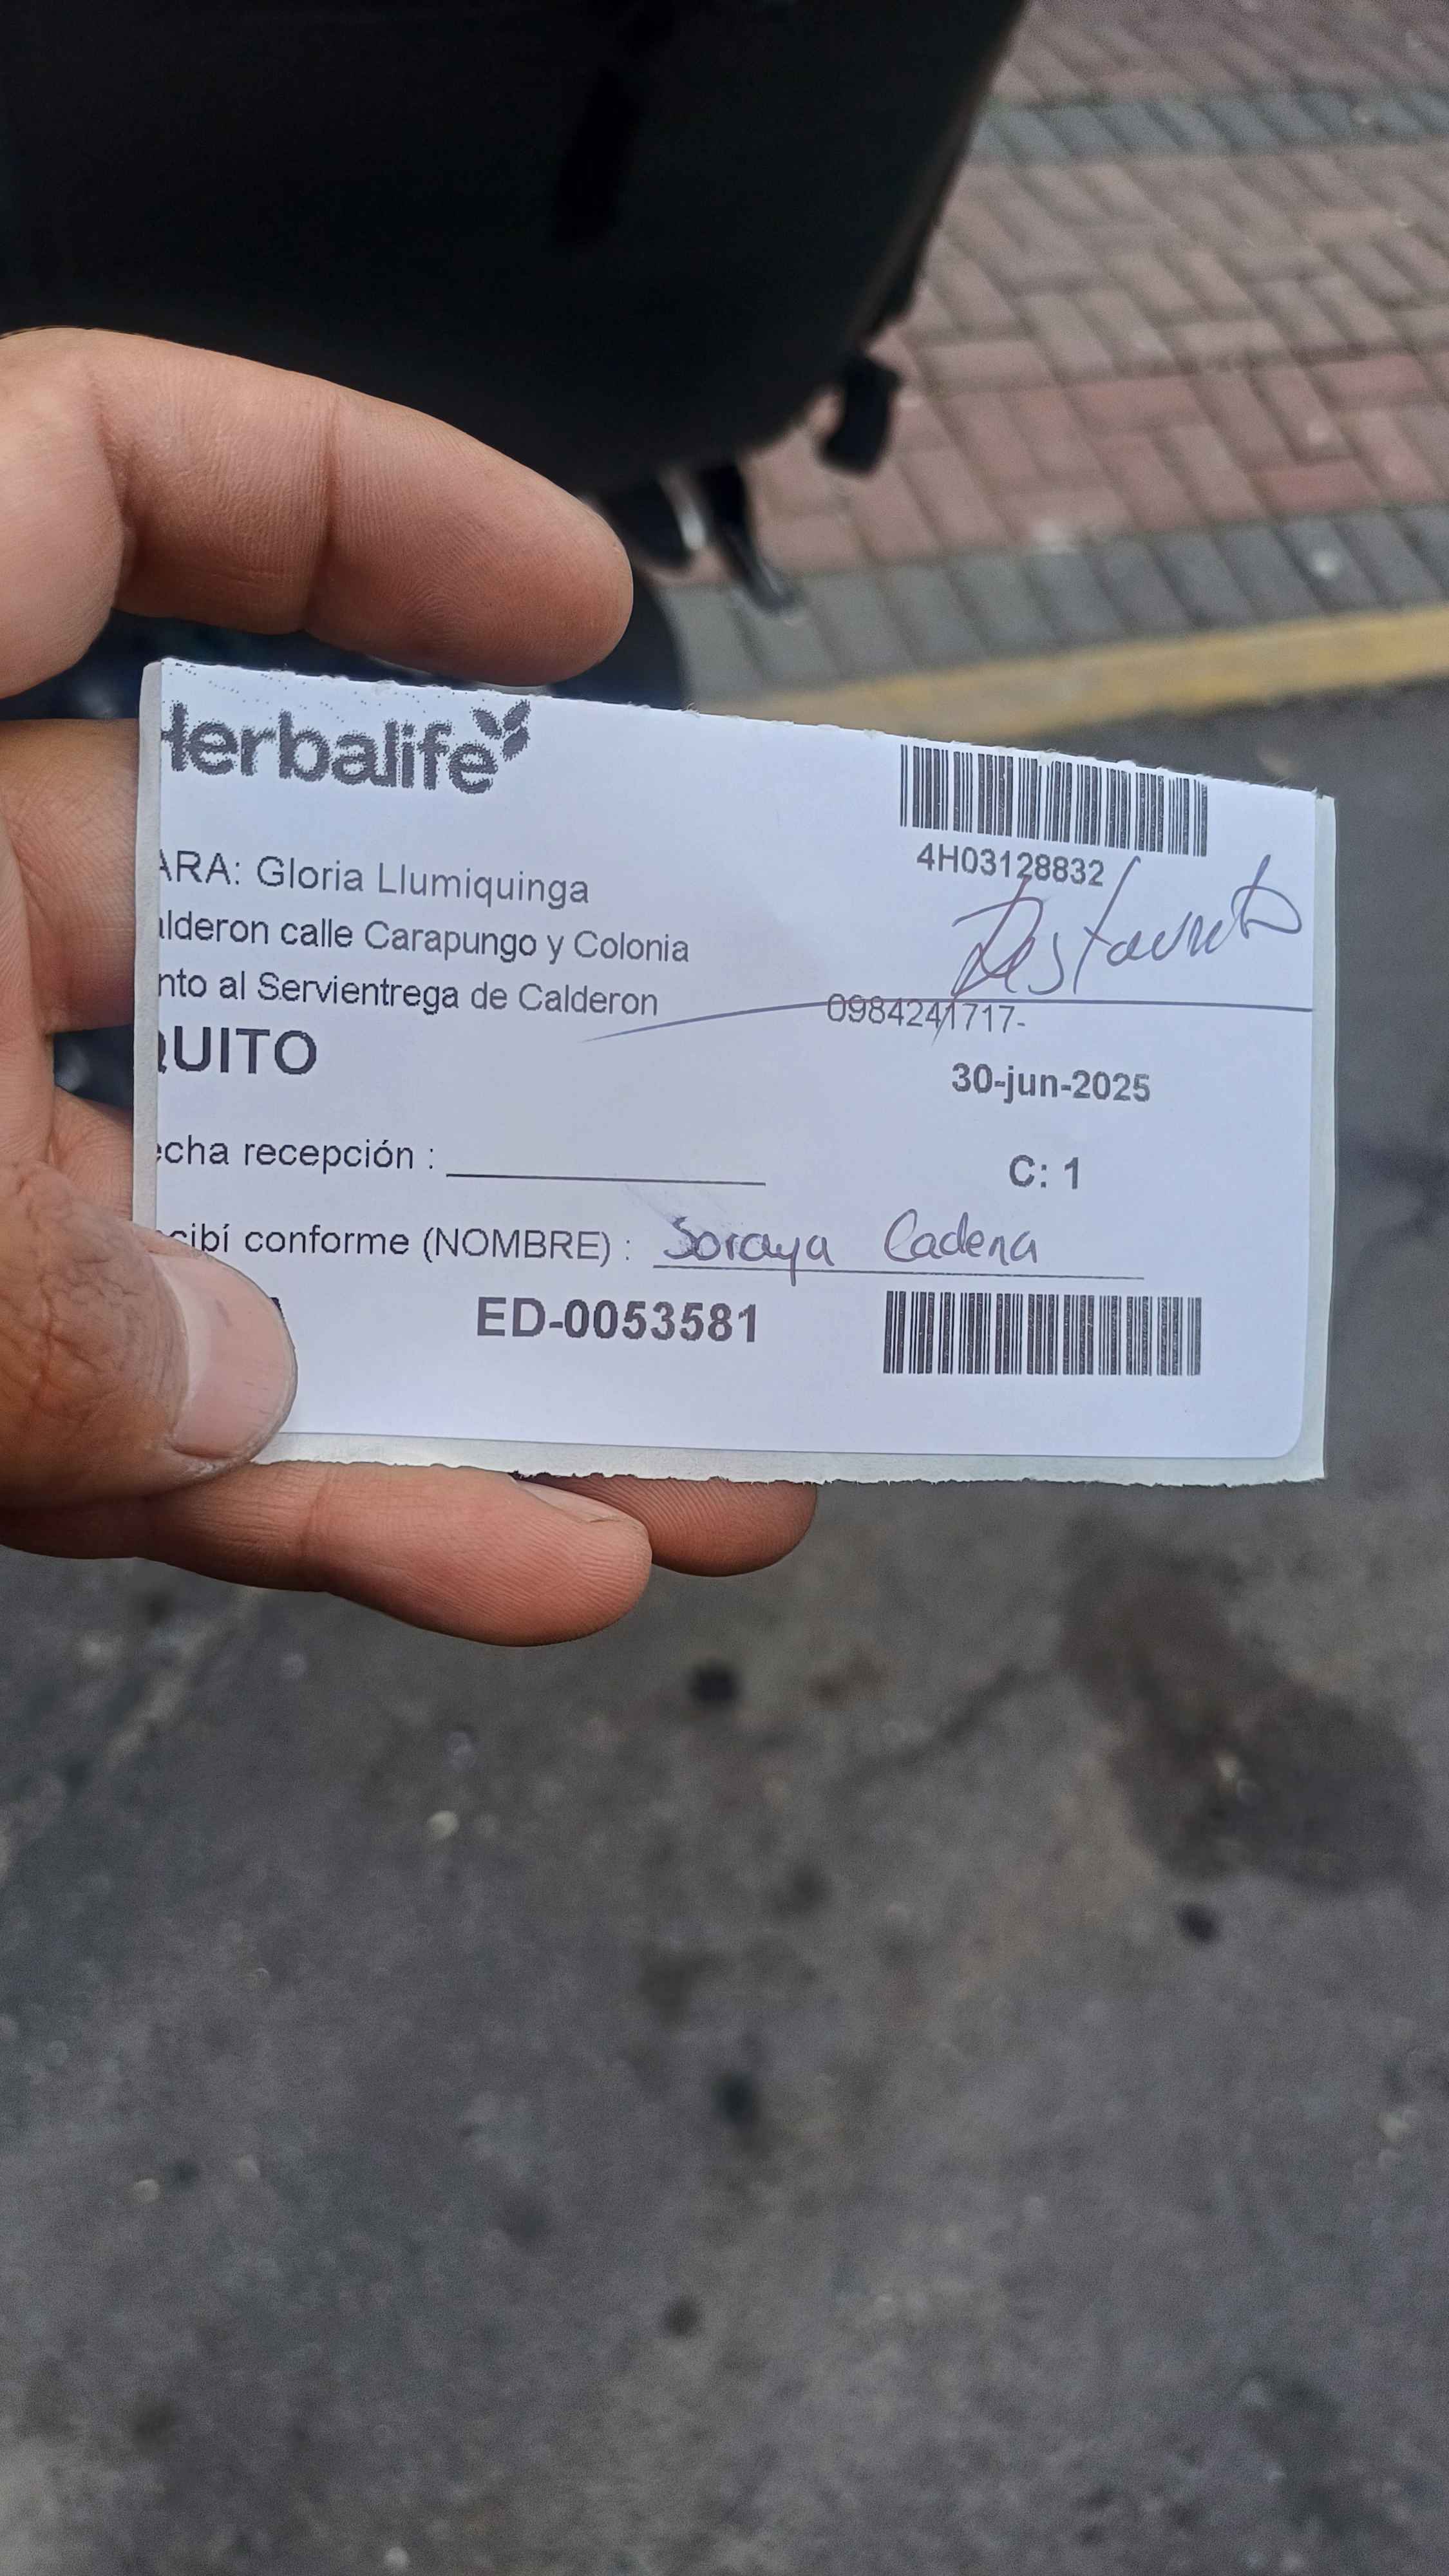 Herbalife
4H03128832
ARA: Gloria Llumiquinga
alderon calle Carapungo y Colonia
nto al Servientrega de Calderon
0984241717-
QUITO
30-jun-2025
echa recepción :
C: 1
cibí conforme (NOMBRE) : Soraya Cadena
ED-0053581